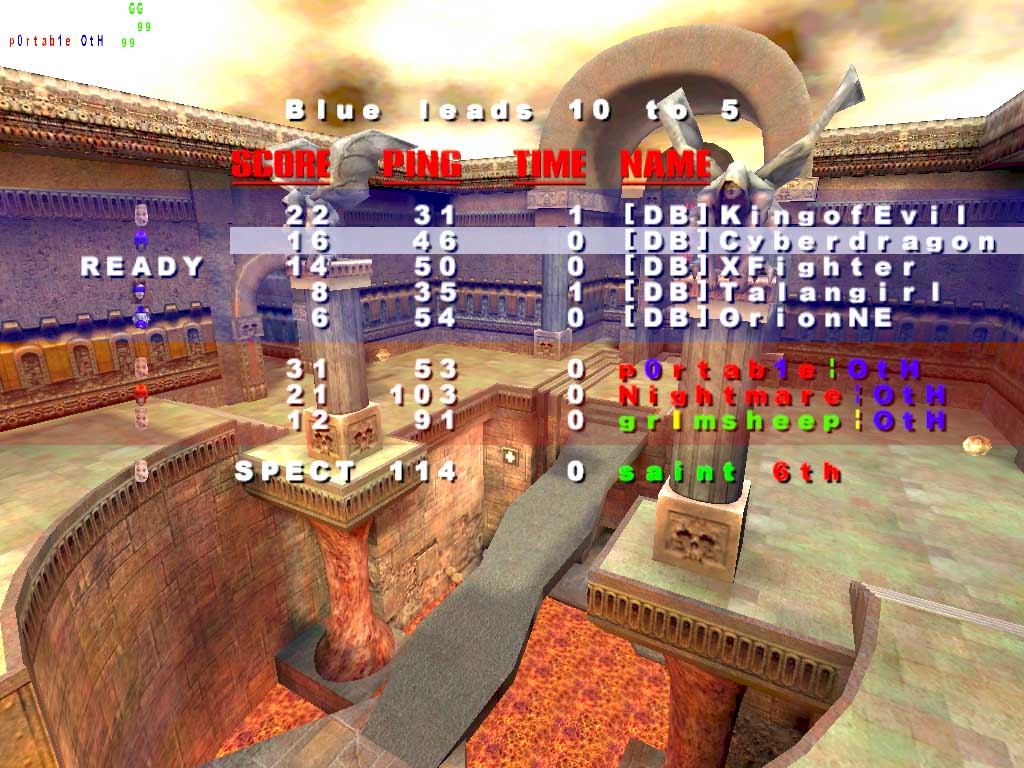 GG
gg
p0rtab1e OtH gg
Blue leads 10 to 5
SCORE PING TIME NAME
22 31 1 [DB]KingofEvil
16 46 0 [DB]Cyberdragon
READY 14 50 0 [DB]XFighter
8 35 1 [DB]Talangirl
6 54 0 [DB]OrionNE
31 53 0 p0rtab1e¦OtH
21 103 0 Nightmare¦OtH
12 91 0 grImsheep¦OtH
SPECT 114 0 saint 6th